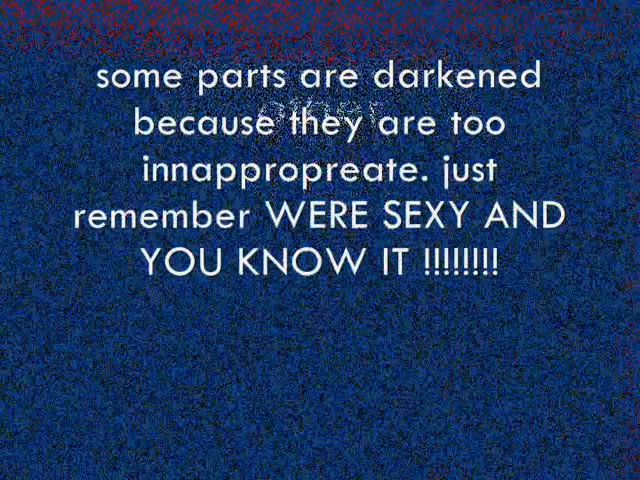 some parts are darkened
because they are too
innappropreate. just
remember WERE SEXY AND
YOU KNOW IT !!!!!!!!